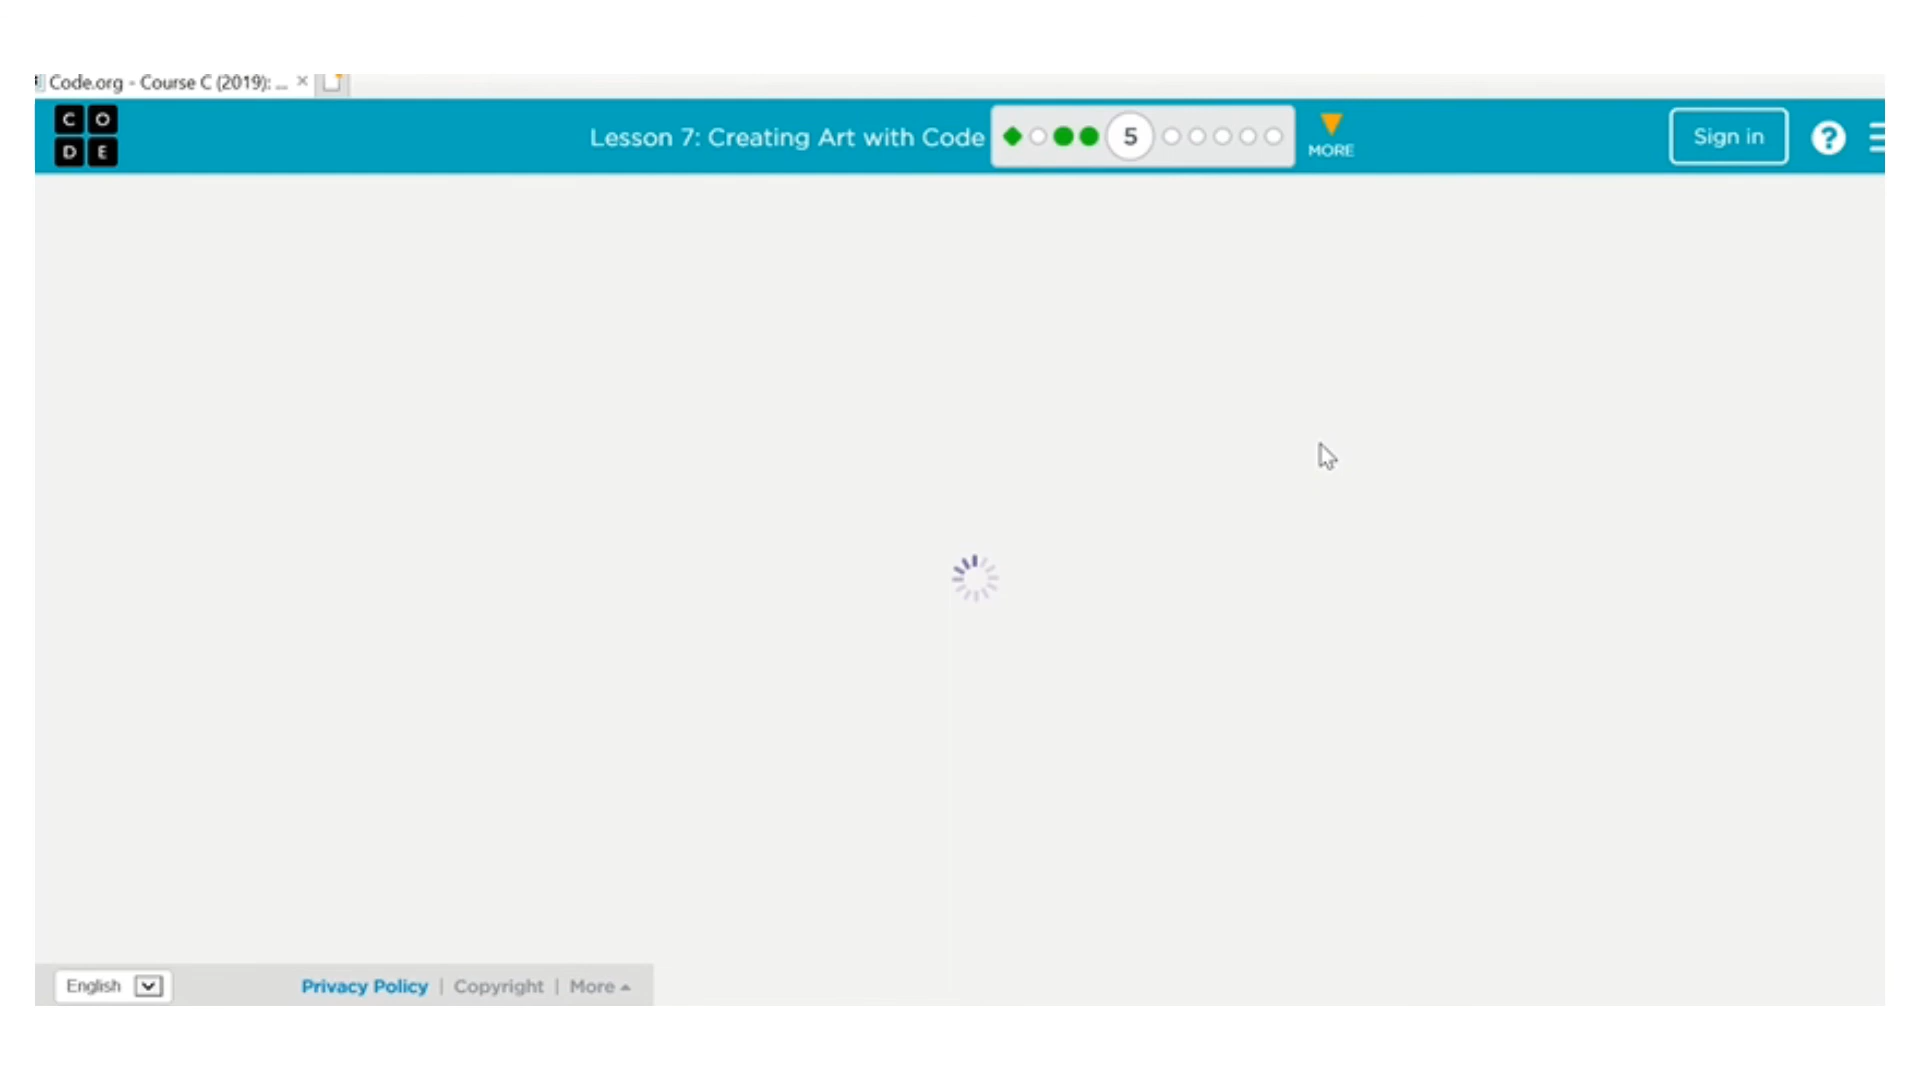 Code.org - Course C (2019): ...
C O
D E
Lesson 7: Creating Art with Code
5
MORE
Sign in
?
English
Privacy Policy | Copyright | More